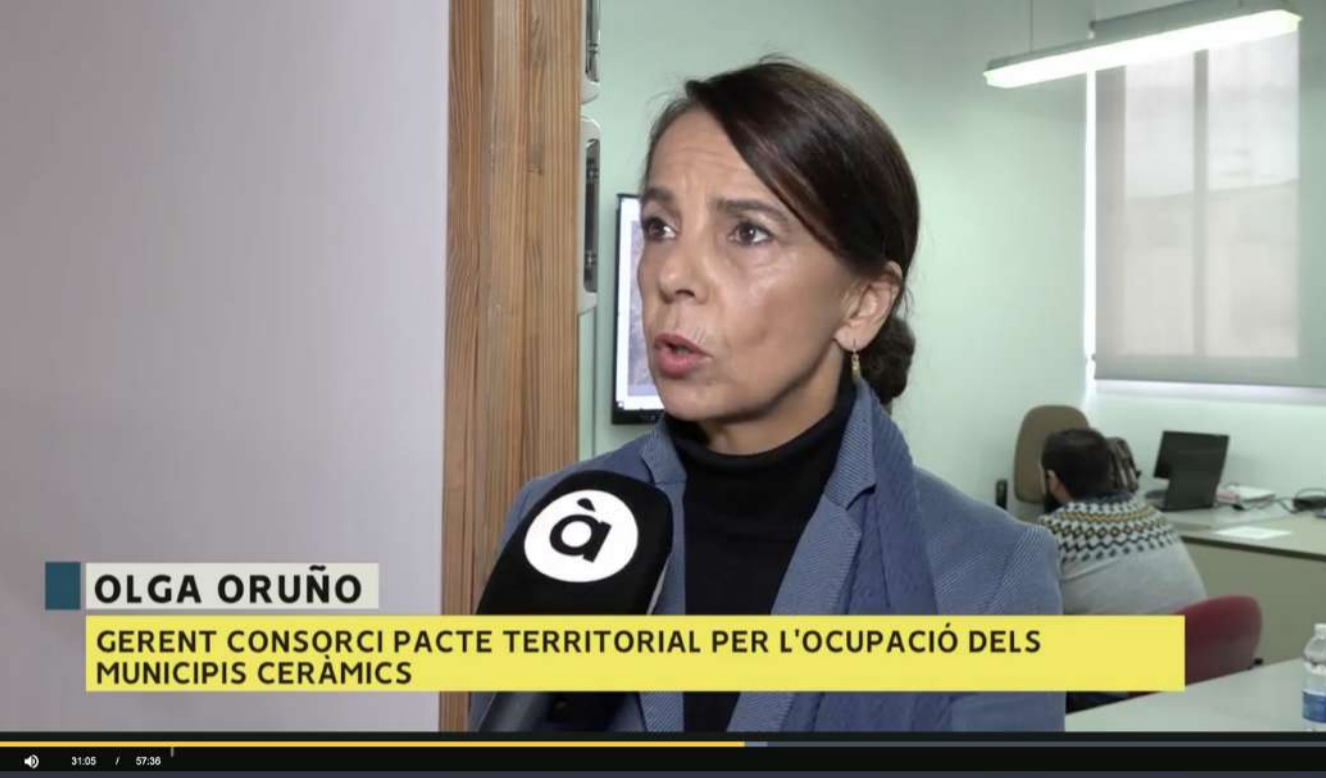 à
OLGA ORUÑO
GERENT CONSORCI PACTE TERRITORIAL PER L'OCUPACIÓ DELS
MUNICIPIS CERÀMICS
31:05 / 57:36